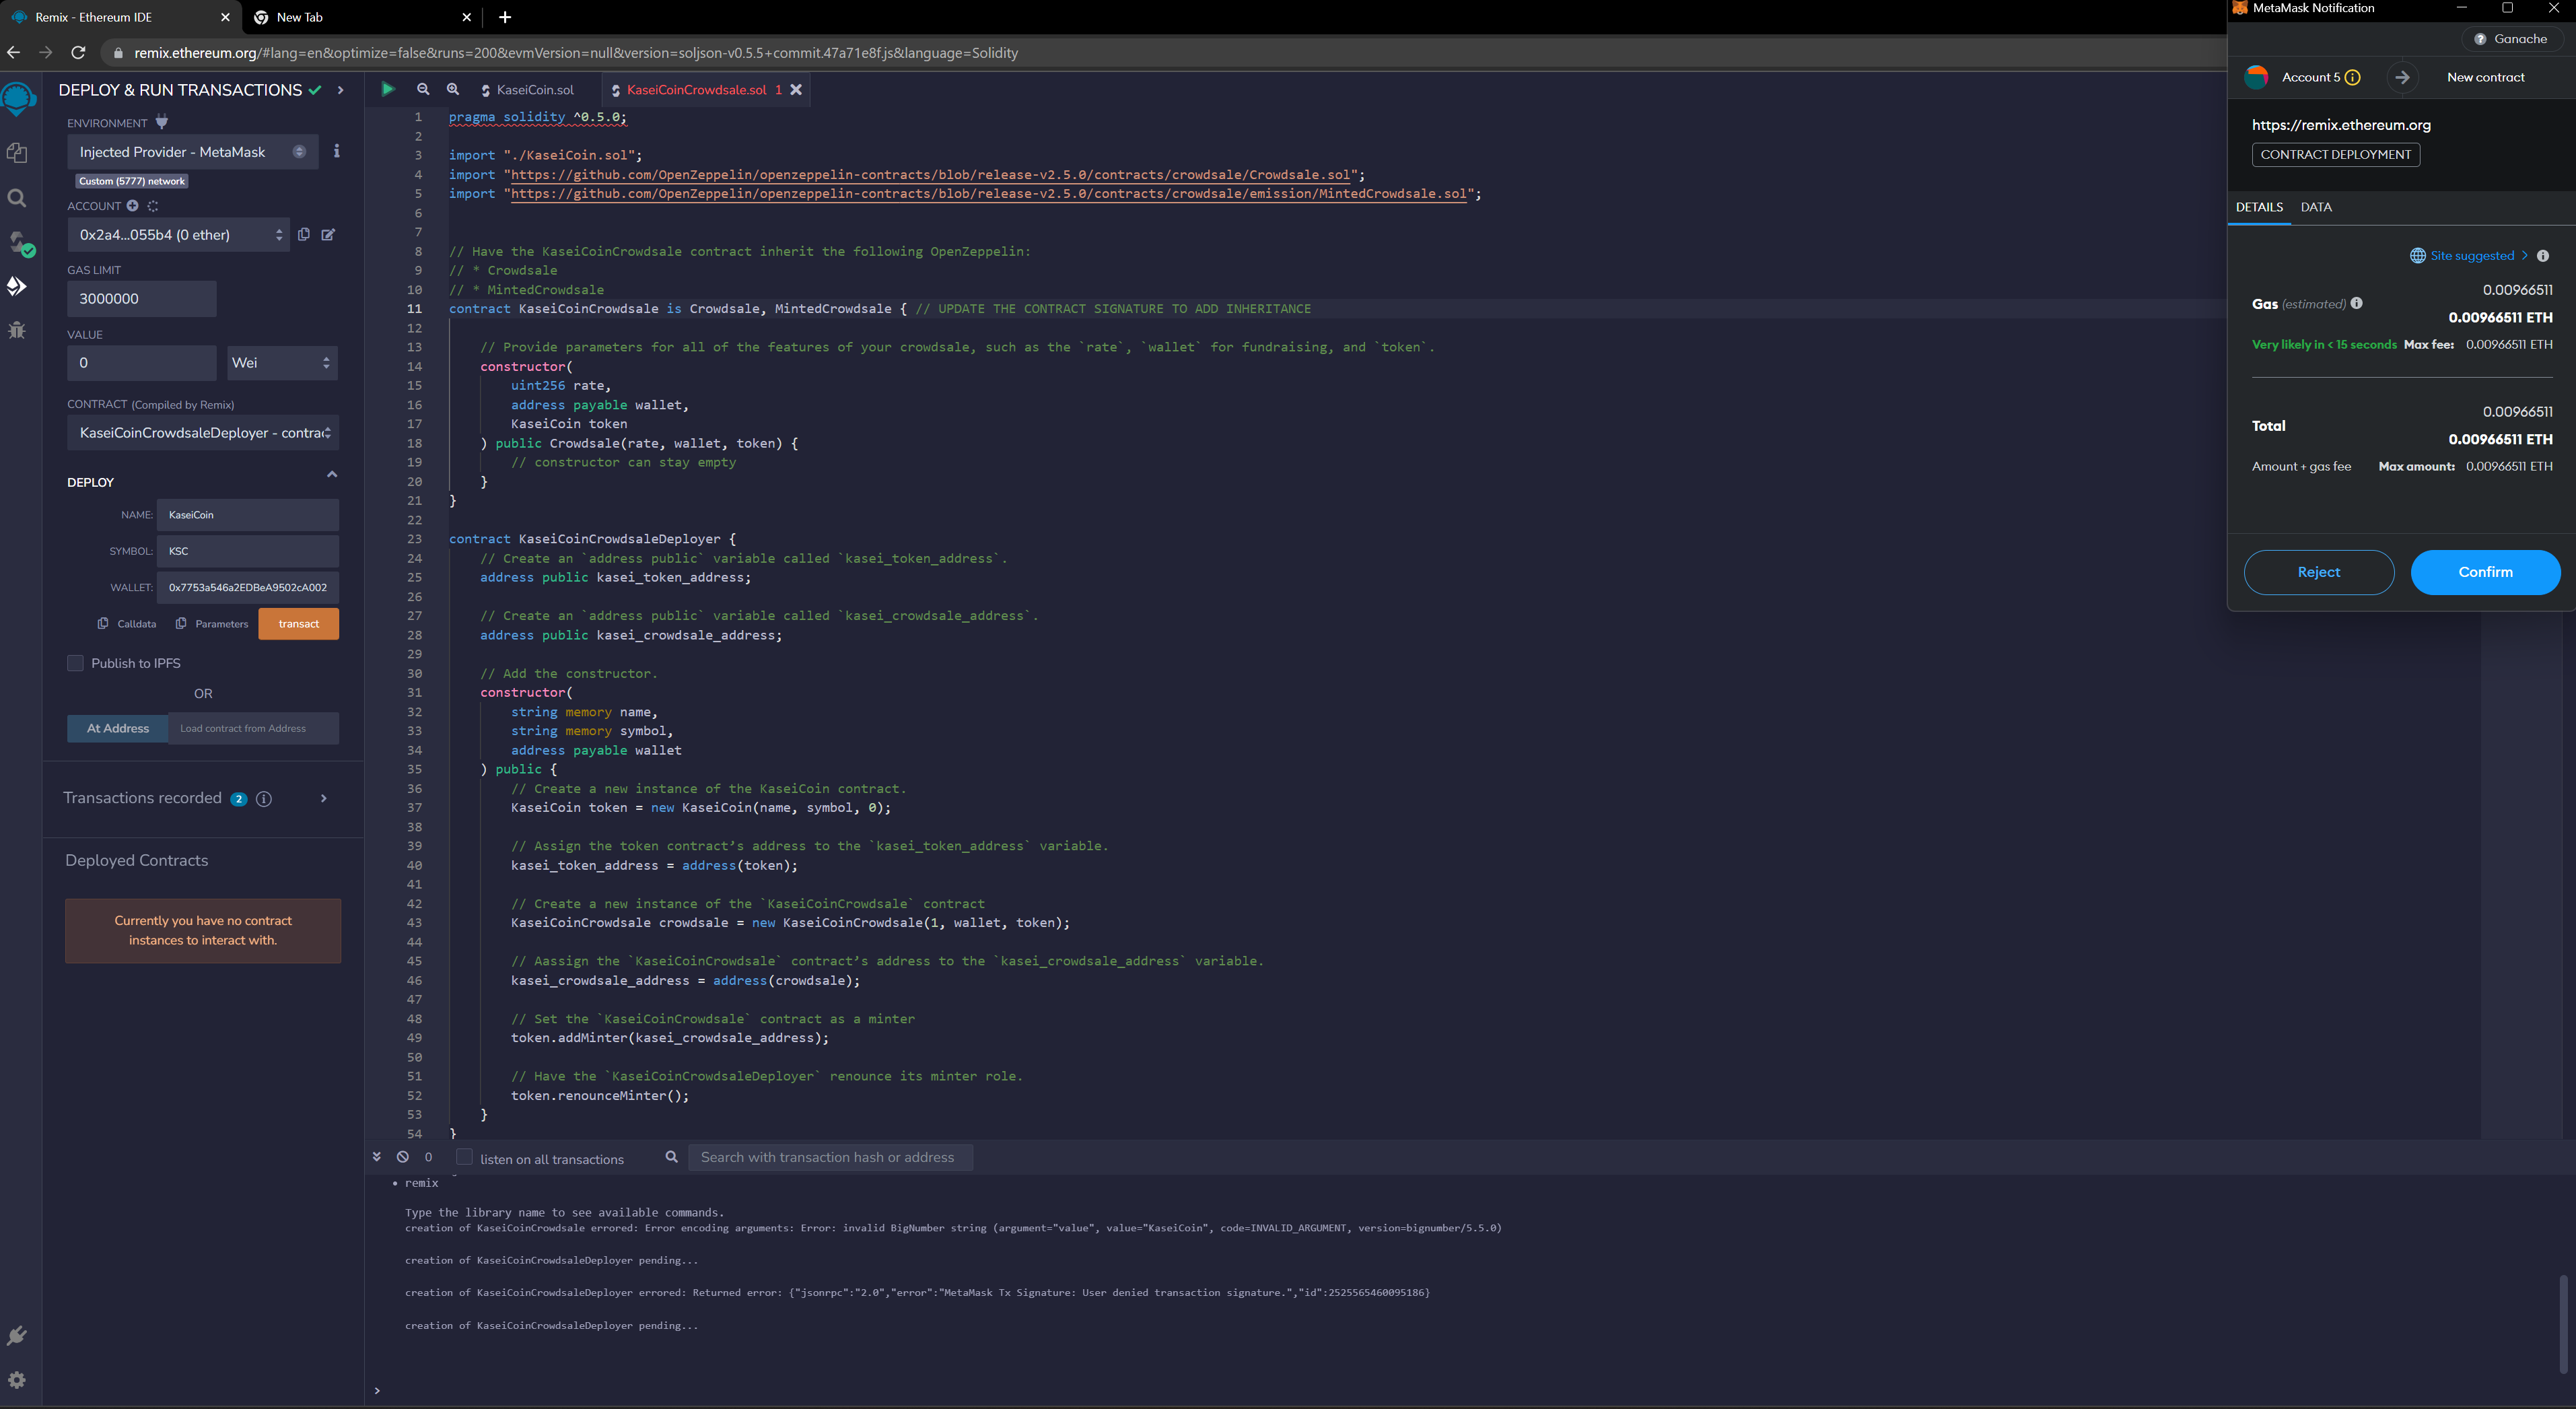 Remix - Ethereum IDE
New Tab
remix.ethereum.org/#lang=en&optimize=false&runs=200&evmVersion=null&version=soljson-v0.5.5+commit.47a71e8f.js&language=Solidity
DEPLOY & RUN TRANSACTIONS
ENVIRONMENT
Injected Provider - MetaMask
Custom (5777) network
ACCOUNT
0x2a4...055b4 (0 ether)
GAS LIMIT
3000000
VALUE
0
Wei
CONTRACT (Compiled by Remix)
KaseiCoinCrowdsaleDeployer - contrac
DEPLOY
NAME: KaseiCoin
SYMBOL: KSC
WALLET: 0x7753a546a2EDBeA9502cA002
Calldata Parameters transact
Publish to IPFS
OR
At Address Load contract from Address
Transactions recorded 2
Deployed Contracts
Currently you have no contract
instances to interact with.
KaseiCoin.sol
KaseiCoinCrowdsale.sol 1
1 pragma solidity ^0.5.0;
2
3 import "./KaseiCoin.sol";
4 import "https://github.com/OpenZeppelin/openzeppelin-contracts/blob/release-v2.5.0/contracts/crowdsale/Crowdsale.sol";
5 import "https://github.com/OpenZeppelin/openzeppelin-contracts/blob/release-v2.5.0/contracts/crowdsale/emission/MintedCrowdsale.sol";
6
7
8 // Have the KaseiCoinCrowdsale contract inherit the following OpenZeppelin:
9 // * Crowdsale
10 // * MintedCrowdsale
11 contract KaseiCoinCrowdsale is Crowdsale, MintedCrowdsale { // UPDATE THE CONTRACT SIGNATURE TO ADD INHERITANCE
12
13 // Provide parameters for all of the features of your crowdsale, such as the `rate`, `wallet` for fundraising, and `token`.
14 constructor(
15 uint256 rate,
16 address payable wallet,
17 KaseiCoin token
18 ) public Crowdsale(rate, wallet, token) {
19 // constructor can stay empty
20 }
21 }
22
23 contract KaseiCoinCrowdsaleDeployer {
24 // Create an `address public` variable called `kasei_token_address`.
25 address public kasei_token_address;
26
27 // Create an `address public` variable called `kasei_crowdsale_address`.
28 address public kasei_crowdsale_address;
29
30 // Add the constructor.
31 constructor(
32 string memory name,
33 string memory symbol,
34 address payable wallet
35 ) public {
36 // Create a new instance of the KaseiCoin contract.
37 KaseiCoin token = new KaseiCoin(name, symbol, 0);
38
39 // Assign the token contract’s address to the `kasei_token_address` variable.
40 kasei_token_address = address(token);
41
42 // Create a new instance of the `KaseiCoinCrowdsale` contract
43 KaseiCoinCrowdsale crowdsale = new KaseiCoinCrowdsale(1, wallet, token);
44
45 // Aassign the `KaseiCoinCrowdsale` contract’s address to the `kasei_crowdsale_address` variable.
46 kasei_crowdsale_address = address(crowdsale);
47
48 // Set the `KaseiCoinCrowdsale` contract as a minter
49 token.addMinter(kasei_crowdsale_address);
50
51 // Have the `KaseiCoinCrowdsaleDeployer` renounce its minter role.
52 token.renounceMinter();
53 }
54 }
0 listen on all transactions Search with transaction hash or address
• remix
Type the library name to see available commands.
creation of KaseiCoinCrowdsale errored: Error encoding arguments: Error: invalid BigNumber string (argument="value", value="KaseiCoin", code=INVALID_ARGUMENT, version=bignumber/5.5.0)
creation of KaseiCoinCrowdsaleDeployer pending...
creation of KaseiCoinCrowdsaleDeployer errored: Returned error: {"jsonrpc":"2.0","error":"MetaMask Tx Signature: User denied transaction signature.","id":2525565460095186}
creation of KaseiCoinCrowdsaleDeployer pending...
>
MetaMask Notification
Ganache
Account 5
New contract
https://remix.ethereum.org
CONTRACT DEPLOYMENT
DETAILS DATA
Site suggested >
0.00966511
Gas (estimated)
0.00966511 ETH
Very likely in < 15 seconds Max fee: 0.00966511 ETH
0.00966511
Total
0.00966511 ETH
Amount + gas fee Max amount: 0.00966511 ETH
Reject Confirm